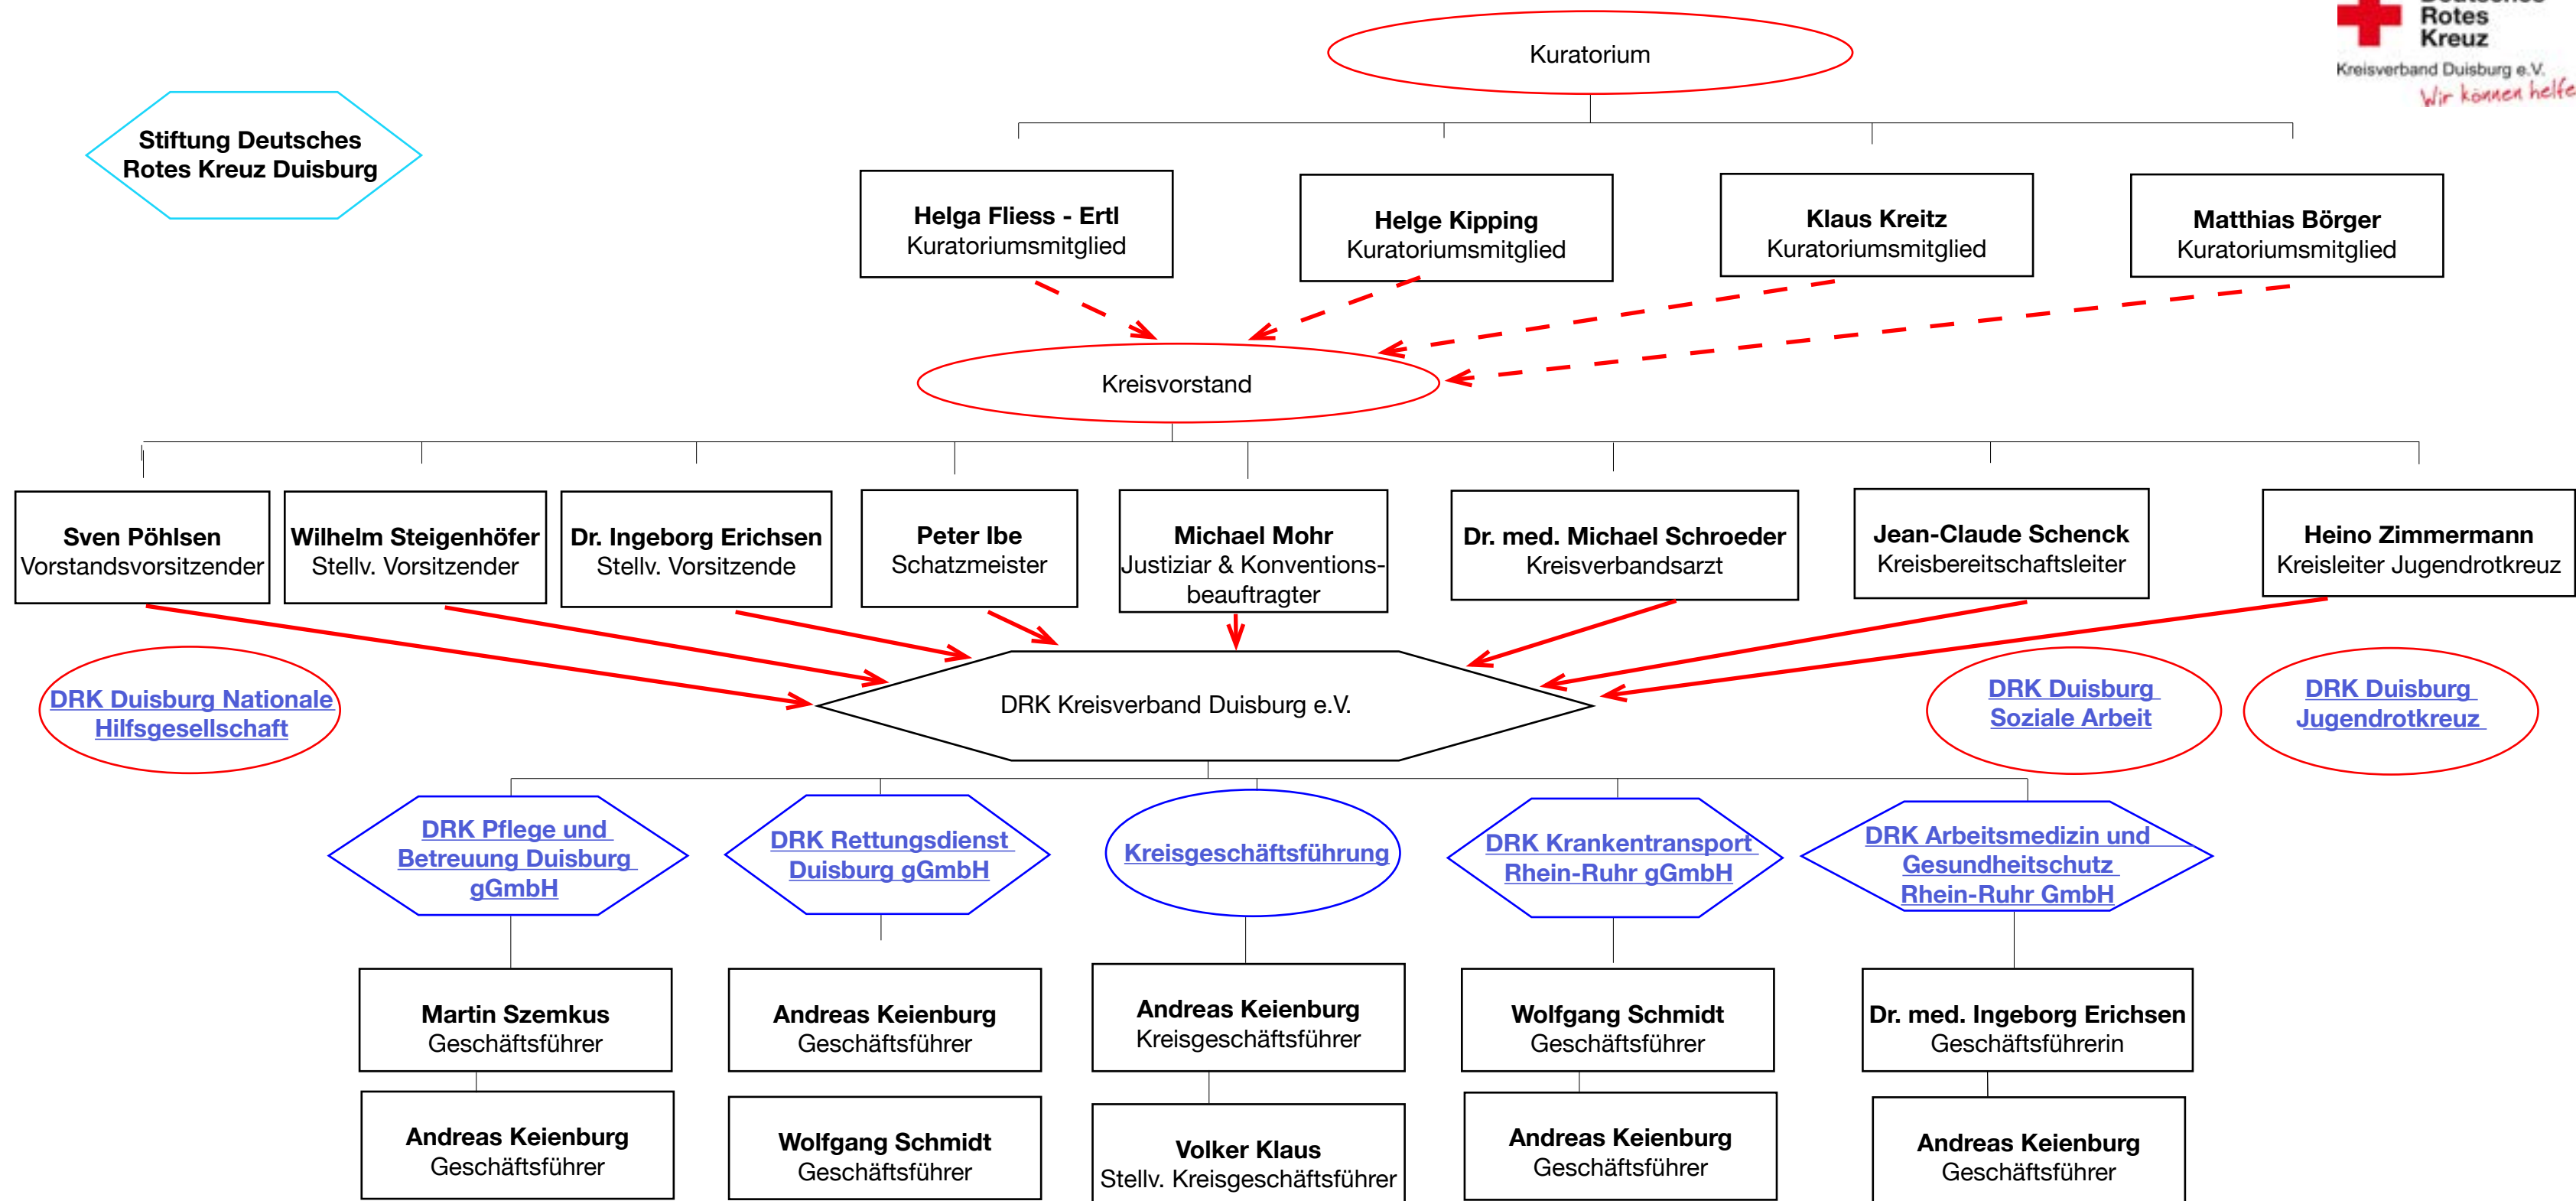 Rotes
Kreuz
Kreisverband Duisburg e.V.
Wir können
Kuratorium
Stiftung Deutsches
Rotes Kreuz Duisburg
Helga Fliess - Ertl
Kuratoriumsmitglied
Helge Kipping
Kuratoriumsmitglied
Klaus Kreitz
Kuratoriumsmitglied
Matthias Börger
Kuratoriumsmitglied
Kreisvorstand
Sven Pöhlsen
Vorstandsvorsitzender
Wilhelm Steigenhöfer
Stellv. Vorsitzender
Dr. Ingeborg Erichsen
Stellv. Vorsitzende
Peter Ibe
Schatzmeister
Michael Mohr
Justiziar & Konventions-
beauftragter
Dr. med. Michael Schroeder
Kreisverbandsarzt
Jean-Claude Schenck
Kreisbereitschaftsleiter
Heino Zimmermann
Kreisleiter Jugendrotkreuz
DRK Duisburg Nationale
Hilfsgesellschaft
DRK Kreisverband Duisburg e.V.
DRK Duisburg
Soziale Arbeit
DRK Duisburg
Jugendrotkreuz
DRK Pflege und
Betreuung Duisburg
gGmbH
DRK Rettungsdienst
Duisburg gGmbH
Kreisgeschäftsführung
DRK Krankentransport
Rhein-Ruhr gGmbH
DRK Arbeitsmedizin und
Gesundheitschutz
Rhein-Ruhr GmbH
Martin Szemkus
Geschäftsführer
Andreas Keienburg
Geschäftsführer
Andreas Keienburg
Kreisgeschäftsführer
Wolfgang Schmidt
Geschäftsführer
Dr. med. Ingeborg Erichsen
Geschäftsführerin
Andreas Keienburg
Geschäftsführer
Wolfgang Schmidt
Geschäftsführer
Volker Klaus
Stellv. Kreisgeschäftsführer
Andreas Keienburg
Geschäftsführer
Andreas Keienburg
Geschäftsführer